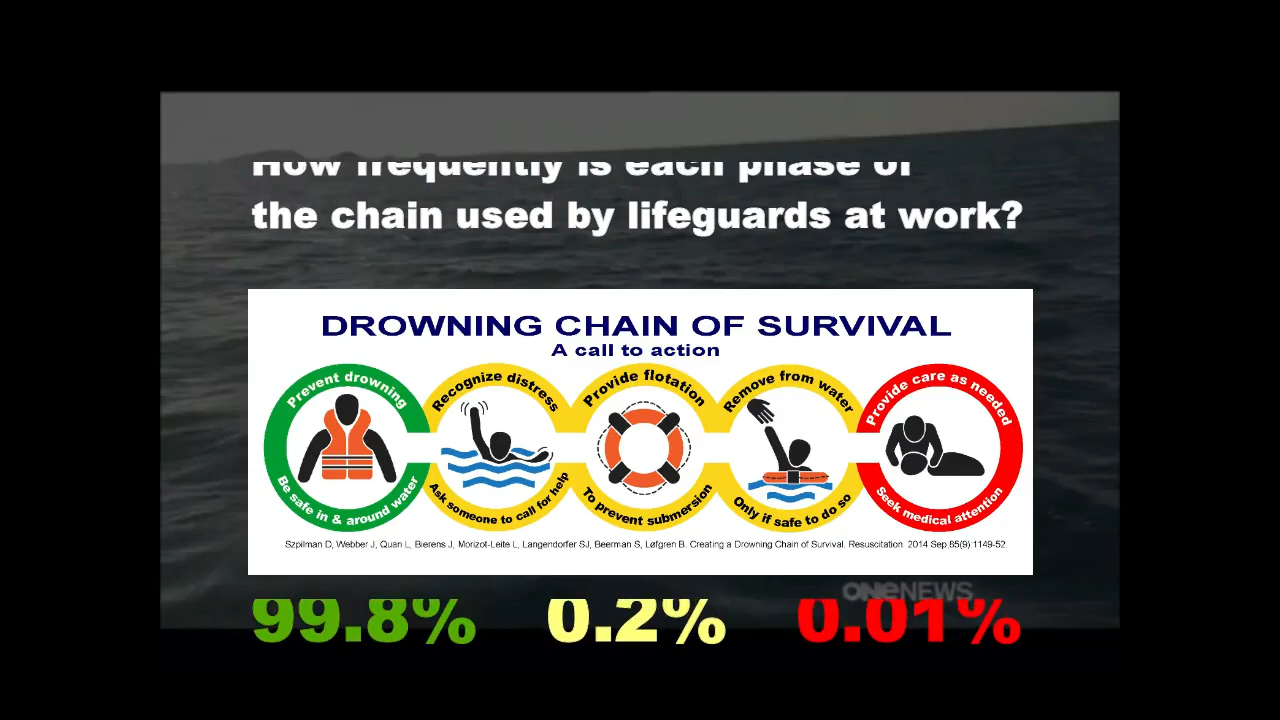 How frequently is each phase of
the chain used by lifeguards at work?
DROWNING CHAIN OF SURVIVAL
A call to action
Prevent drowning
Be safe in & around water
Recognize distress
Ask someone to call for help
Provide flotation
To prevent submersion
Remove from water
Only if safe to do so
Provide care as needed
Seek medical attention
Szpilman D, Webber J, Quan L, Bierens J, Morizot-Leite L, Langendorfer SJ, Beerman S, Løfgren B. Creating a Drowning Chain of Survival. Resuscitation. 2014 Sep;85(9):1149-52.
ONE NEWS
99.8% 0.2% 0.01%